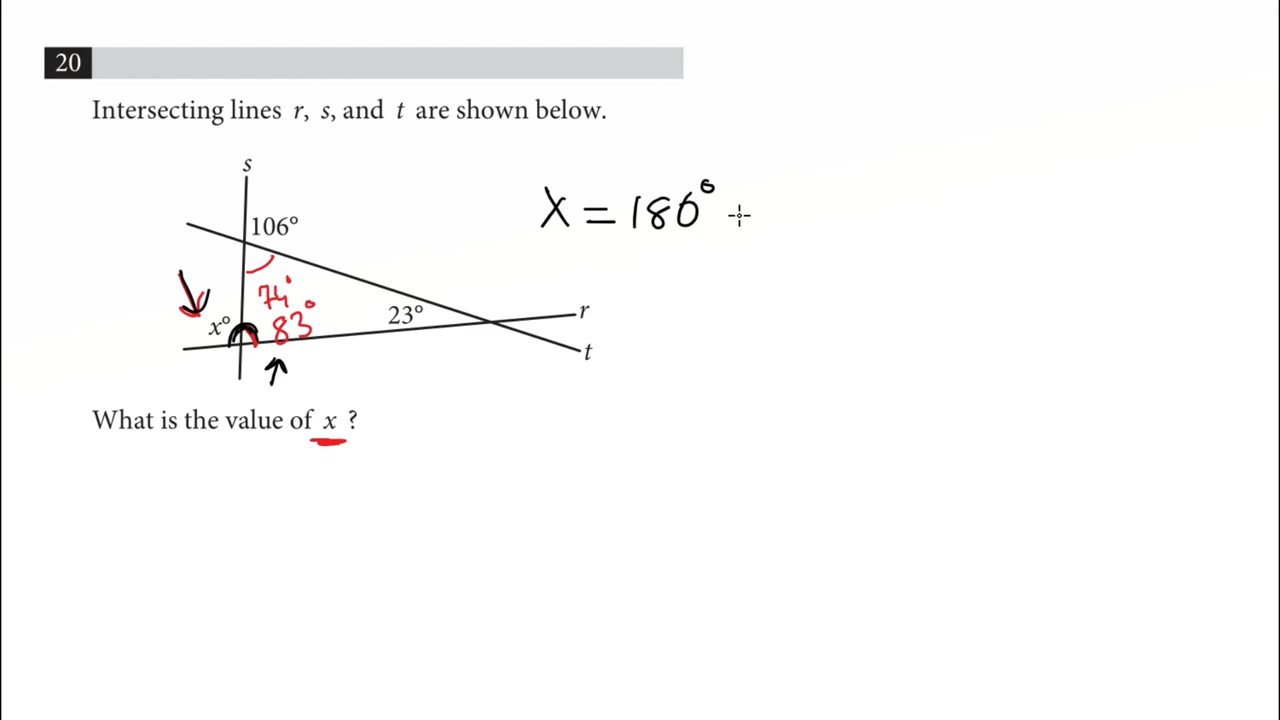 20
Intersecting lines r, s, and t are shown below.
s
106°
x = 180°
74°
x° 83°
23°
r
t
What is the value of x ?